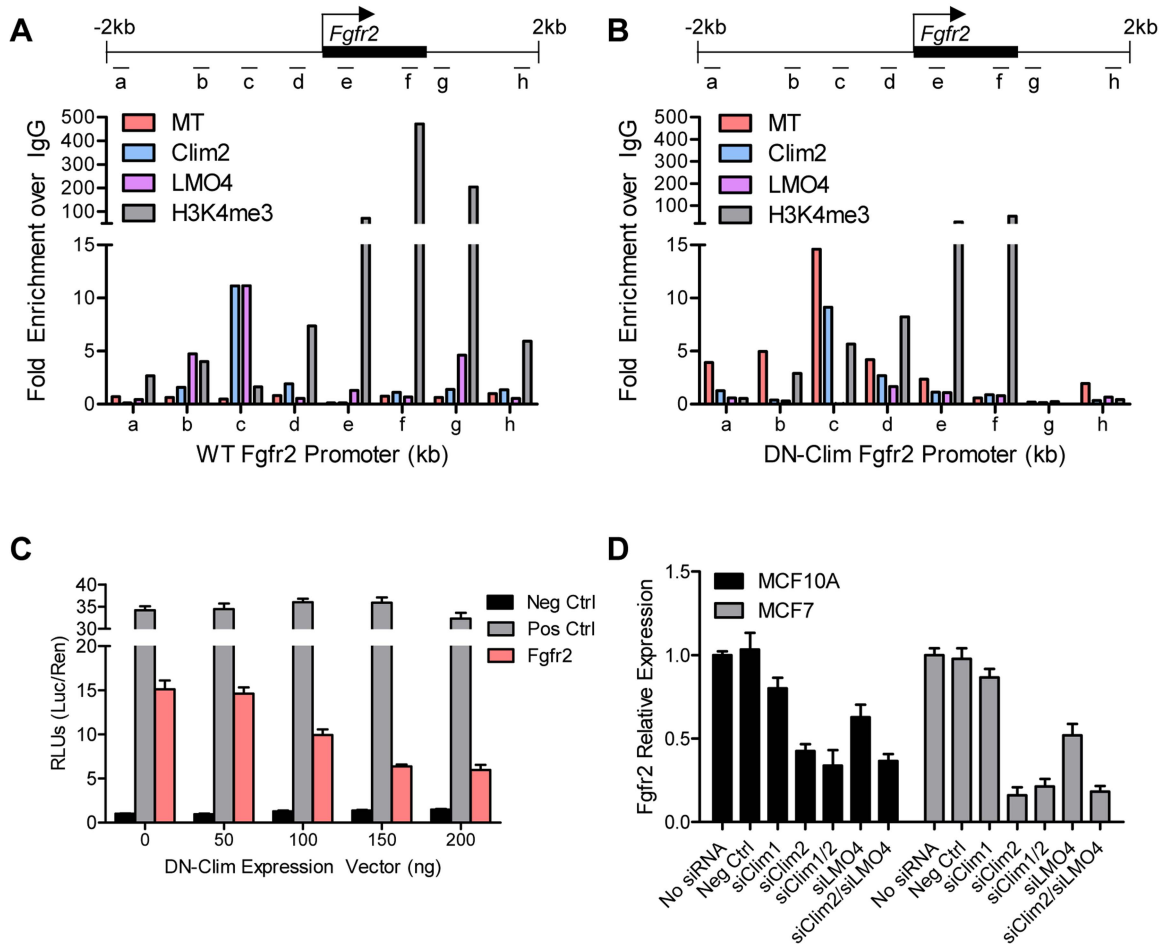 A
-2kb
Fgfr2
2kb
a b c d e f g h
Fold Enrichment over IgG
500
400
300
200
100
15
10
5
0
MT
Clim2
LMO4
H3K4me3
a b c d e f g h
WT Fgfr2 Promoter (kb)
B
-2kb
Fgfr2
2kb
a b c d e f g h
Fold Enrichment over IgG
500
400
300
200
100
15
10
5
0
MT
Clim2
LMO4
H3K4me3
a b c d e f g h
DN-Clim Fgfr2 Promoter (kb)
C
RLUs (Luc/Ren)
40
35
30
20
15
10
5
0
Neg Ctrl
Pos Ctrl
Fgfr2
0 50 100 150 200
DN-Clim Expression Vector (ng)
D
Fgfr2 Relative Expression
1.5
1.0
0.5
0.0
MCF10A
MCF7
No siRNA
Neg Ctrl
siClim1
siClim2
siClim1/2
siLMO4
siClim2/siLMO4
No siRNA
Neg Ctrl
siClim1
siClim2
siClim1/2
siLMO4
siClim2/siLMO4